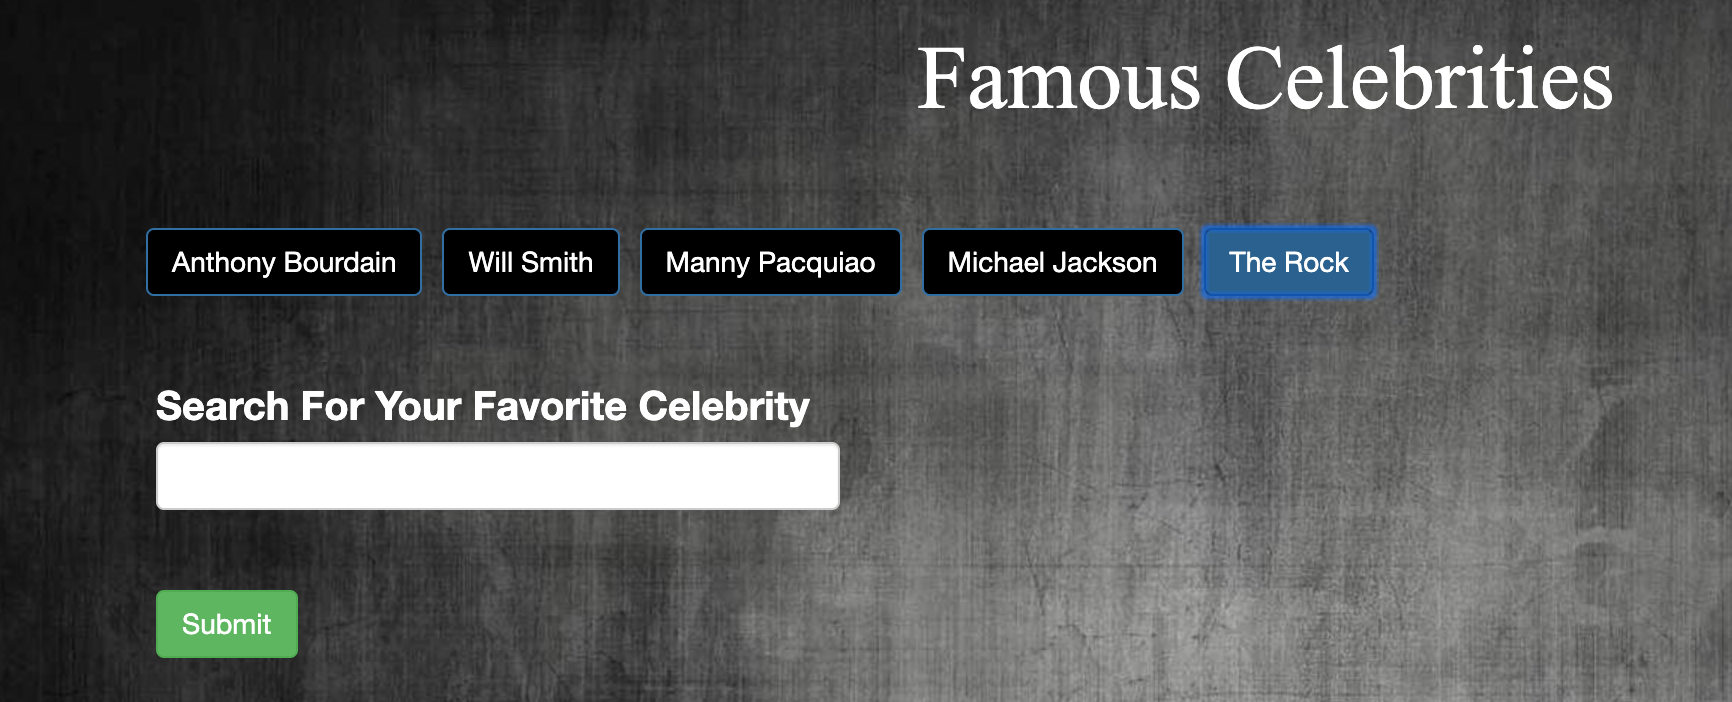 Famous Celebrities
Anthony Bourdain Will Smith Manny Pacquiao Michael Jackson The Rock
Search For Your Favorite Celebrity
Submit